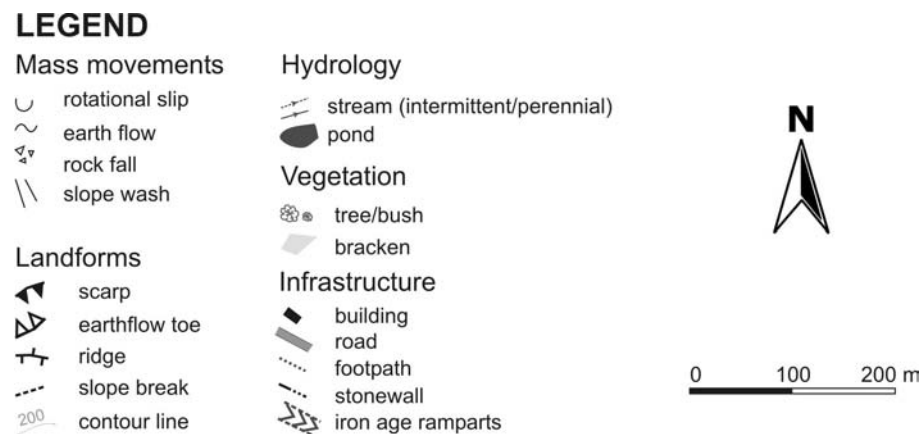 LEGEND
Mass movements
rotational slip
earth flow
rock fall
slope wash
Landforms
scarp
earthflow toe
ridge
slope break
200
contour line
Hydrology
stream (intermittent/perennial)
pond
Vegetation
tree/bush
bracken
Infrastructure
building
road
footpath
stonewall
iron age ramparts
N
0 100 200 m